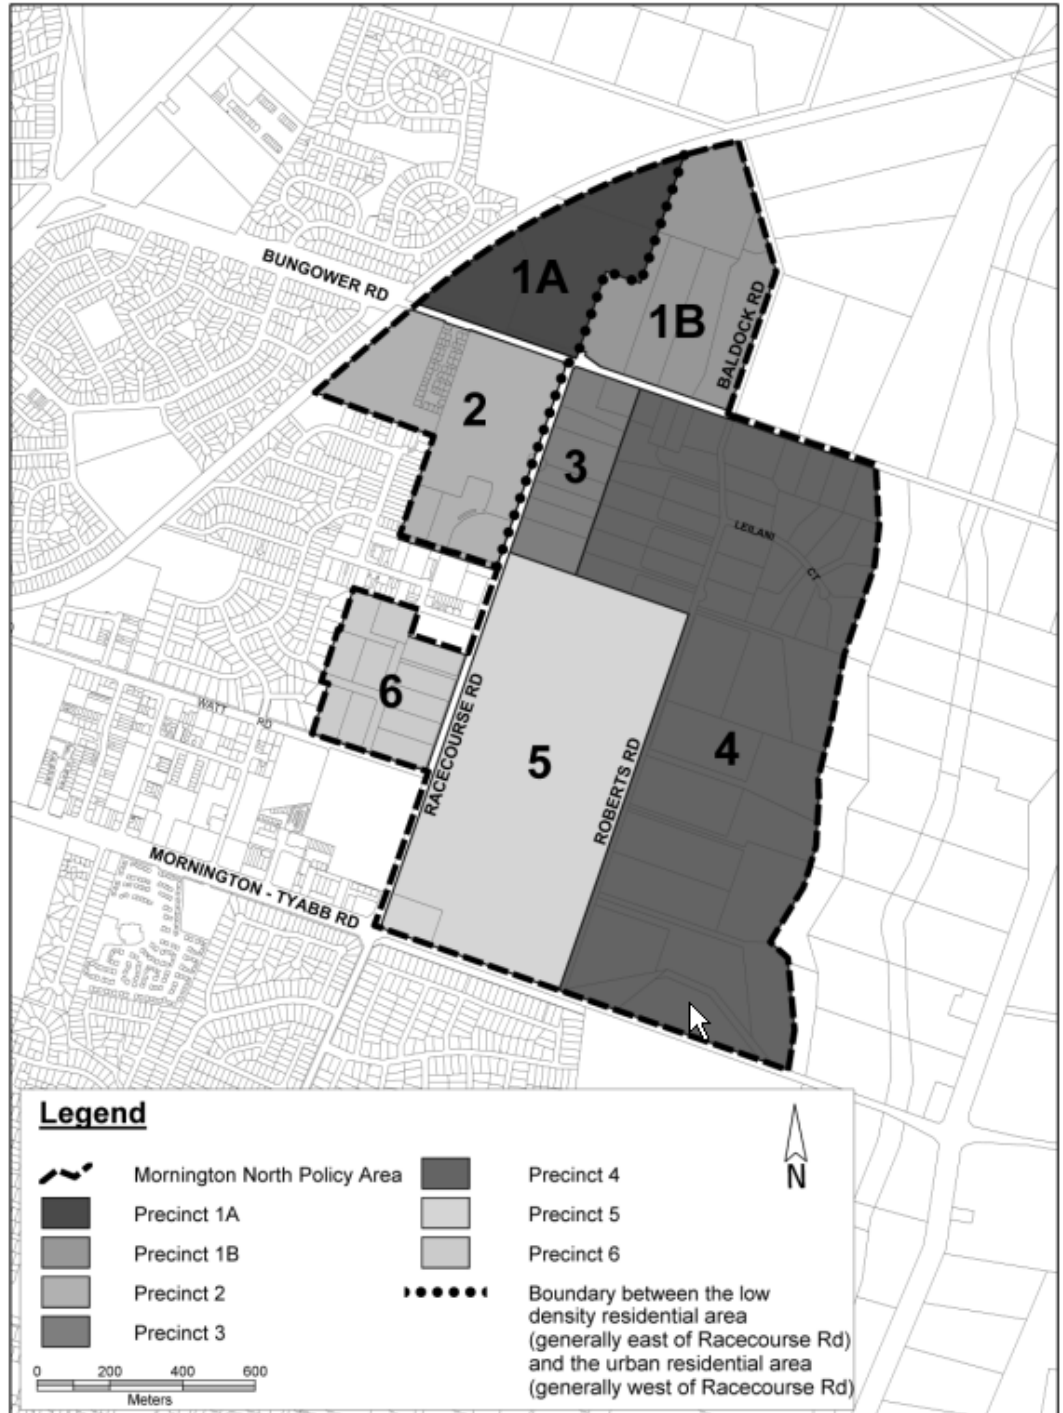 BUNGOWER RD
1A
1B
BALDOCK RD
2
3
LEILANI
CT
6
WATT RD
RACECOURSE RD
5
ROBERTS RD
4
MORNINGTON - TYABB RD
Legend
Mornington North Policy Area
Precinct 1A
Precinct 1B
Precinct 2
Precinct 3
Precinct 4
Precinct 5
Precinct 6
Boundary between the low
density residential area
(generally east of Racecourse Rd)
and the urban residential area
(generally west of Racecourse Rd)
N
0 200 400 600
Meters